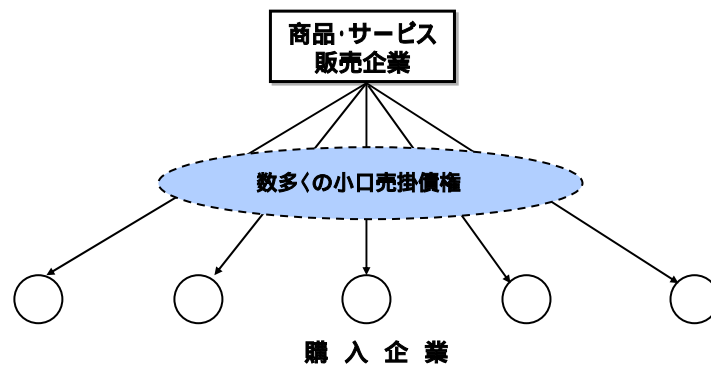 商品･サービス
販売企業
数多くの小口売掛債権
購 入 企 業